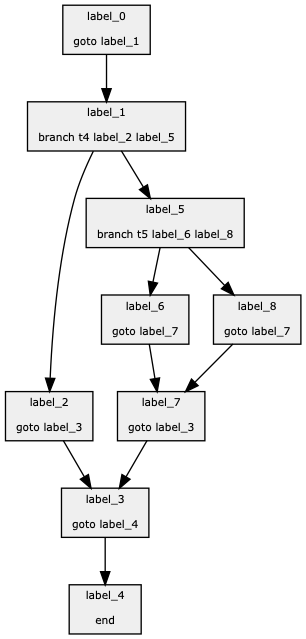 label_0
goto label_1
label_1
branch t4 label_2 label_5
label_5
branch t5 label_6 label_8
label_6
goto label_7
label_8
goto label_7
label_2
goto label_3
label_7
goto label_3
label_3
goto label_4
label_4
end